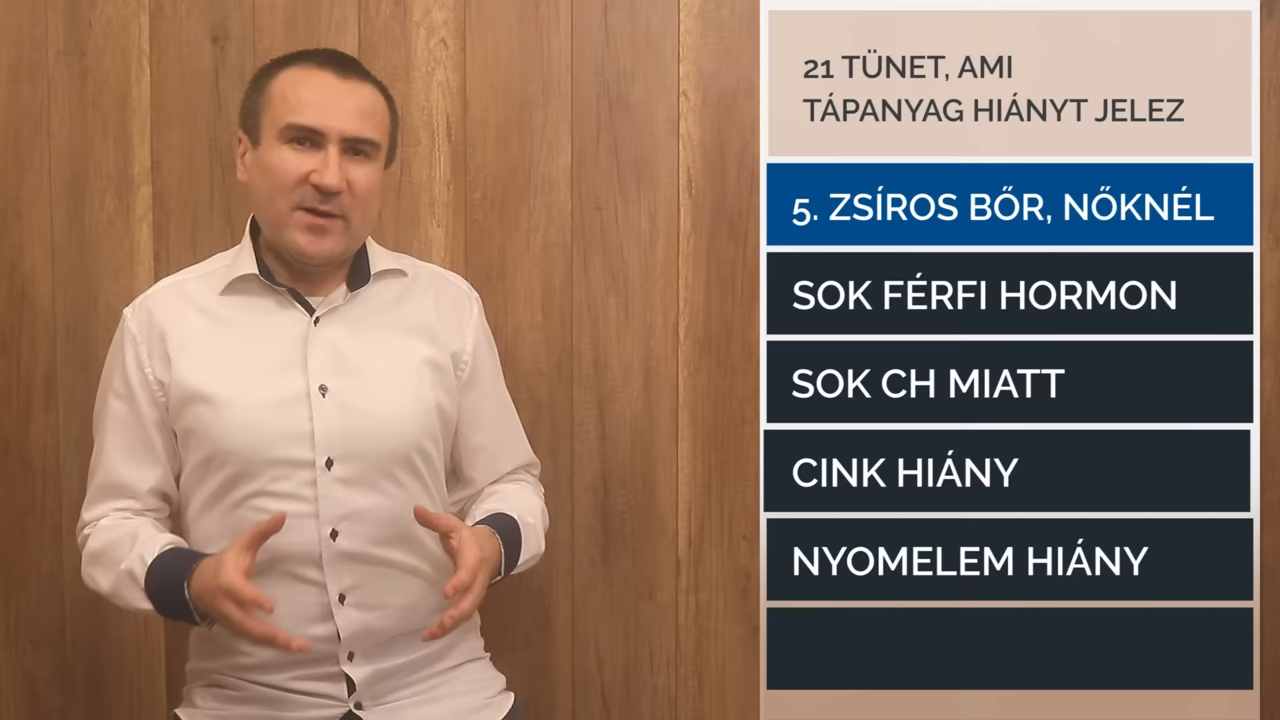 21 TÜNET, AMI
TÁPANYAG HIÁNYT JELEZ
5. ZSÍROS BŐR, NŐKNÉL
SOK FÉRFI HORMON
SOK CH MIATT
CINK HIÁNY
NYOMELEM HIÁNY